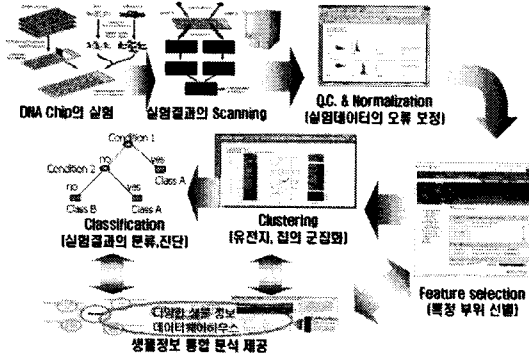 DNA Chip의 실험
실험결과의 Scanning
Q.C. & Normalization
(실험데이터의 오류 보정)
Condition 1
no
yes
Condition 2
Class A
no
yes
Class B
Class A
Classification
(실험결과의 분류,진단)
Clustering
(유전자, 칩의 군집화)
Feature selection
(특정 부위 선별)
다양한 생물 정보
데이터웨어하우스
생물정보 통합 분석 제공